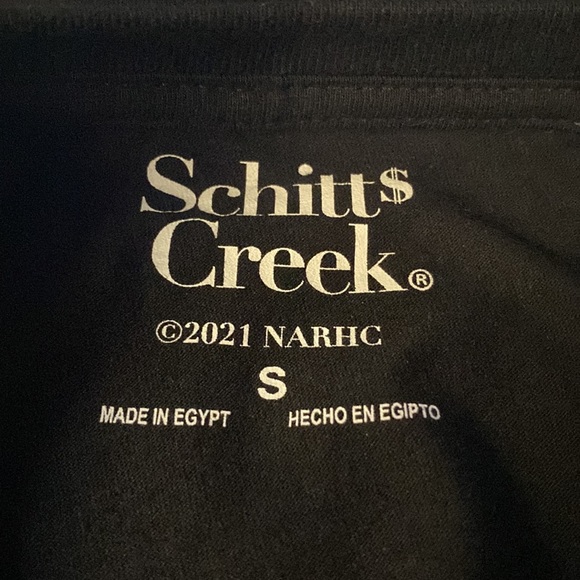 Schitt$
Creek®
©2021 NARHC
S
MADE IN EGYPT HECHO EN EGIPTO